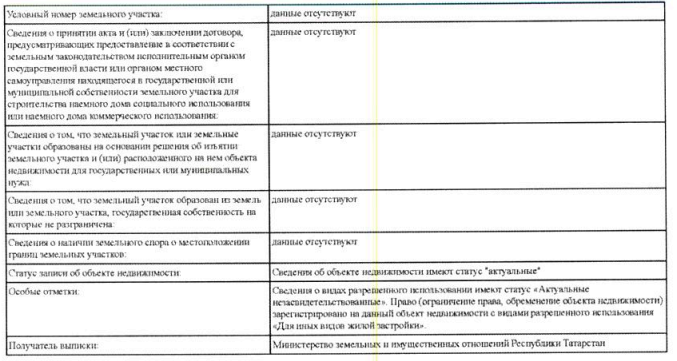 Условный номер земельного участка: данные отсутствуют
Сведения о принятии акта и (или) заключении договора, данные отсутствуют
предусматривающих предоставление в соответствии с
земельным законодательством исполнительным органом
государственной власти или органом местного
самоуправления находящегося в государственной или
муниципальной собственности земельного участка для
строительства наемного дома социального использования
или наемного дома коммерческого использования:
Сведения о том, что земельный участок или земельные данные отсутствуют
участки образованы на основании решения об изъятии
земельного участка и (или) расположенного на нем объекта
недвижимости для государственных или муниципальных
нужд:
Сведения о том, что земельный участок образован из земель данные отсутствуют
или земельного участка, государственная собственность на
которые не разграничена:
Сведения о наличии земельного спора о местоположении данные отсутствуют
границ земельных участков:
Статус записи об объекте недвижимости: Сведения об объекте недвижимости имеют статус "актуальные"
Особые отметки: Сведения о видах разрешенного использования имеют статус «Актуальные
незасвидетельствованные». Право (ограничение права, обременение объекта недвижимости)
зарегистрировано на данный объект недвижимости с видами разрешенного использования
«Для иных видов жилой застройки».
Получатель выписки: Министерство земельных и имущественных отношений Республики Татарстан